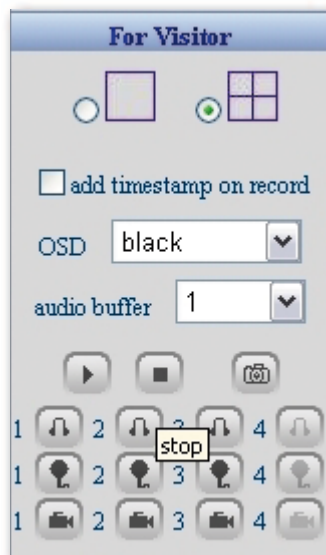 For Visitor
add timestamp on record
OSD black
audio buffer 1
1 2 3 4
stop
1 2 3 4
1 2 3 4